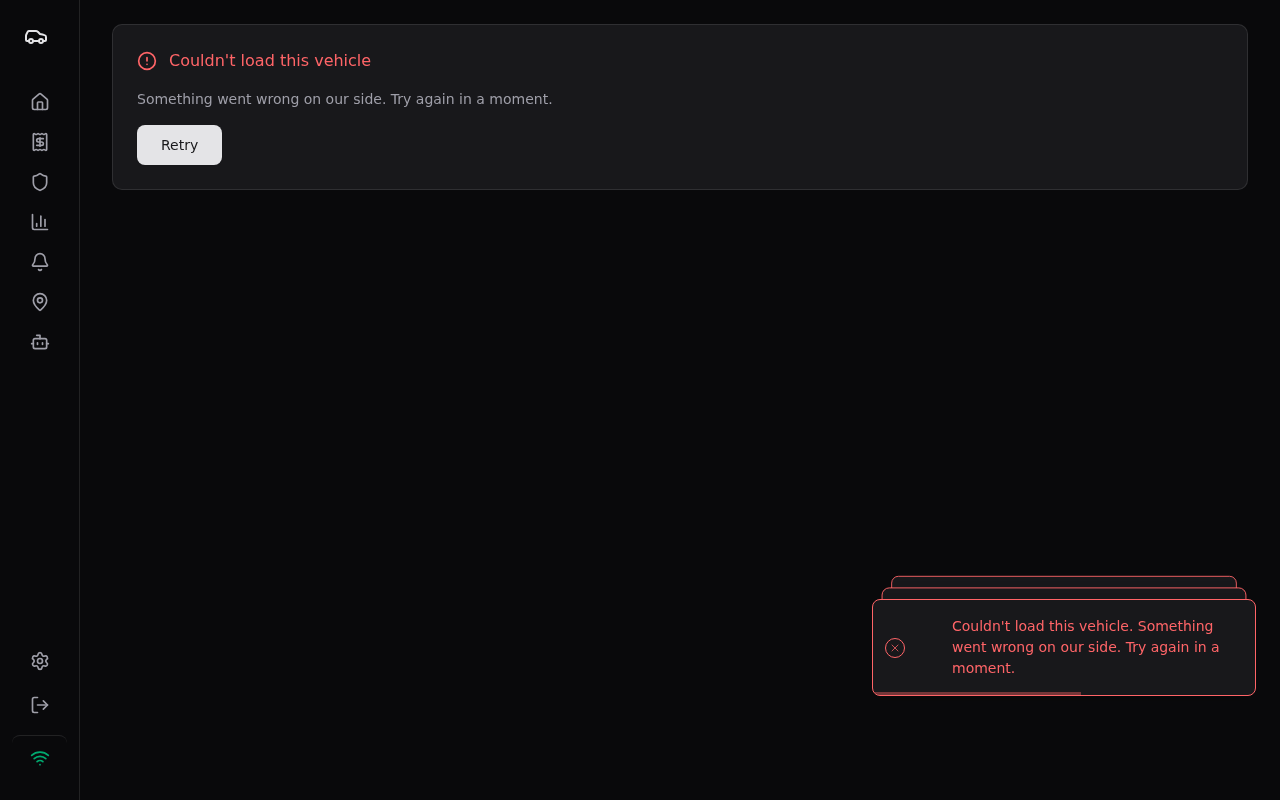 Couldn't load this vehicle
Something went wrong on our side. Try again in a moment.
Retry
Couldn't load this vehicle. Something
went wrong on our side. Try again in a
moment.